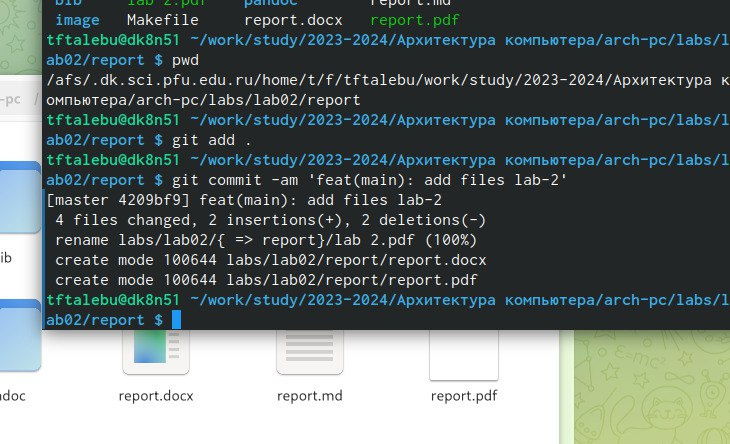 bib lab 2.pdf pandoc report.md
image Makefile report.docx report.pdf
tftalebu@dk8n51 ~/work/study/2023-2024/Архитектура компьютера/arch-pc/labs/l
ab02/report $ pwd
/afs/.dk.sci.pfu.edu.ru/home/t/f/tftalebu/work/study/2023-2024/Архитектура к
омпьютера/arch-pc/labs/lab02/report
tftalebu@dk8n51 ~/work/study/2023-2024/Архитектура компьютера/arch-pc/labs/l
ab02/report $ git add .
tftalebu@dk8n51 ~/work/study/2023-2024/Архитектура компьютера/arch-pc/labs/l
ab02/report $ git commit -am 'feat(main): add files lab-2'
[master 4209bf9] feat(main): add files lab-2
4 files changed, 2 insertions(+), 2 deletions(-)
rename labs/lab02/{ => report}/lab 2.pdf (100%)
create mode 100644 labs/lab02/report/report.docx
create mode 100644 labs/lab02/report/report.pdf
tftalebu@dk8n51 ~/work/study/2023-2024/Архитектура компьютера/arch-pc/labs/l
ab02/report $
-pc /
ib
doc
report.docx
report.md
report.pdf